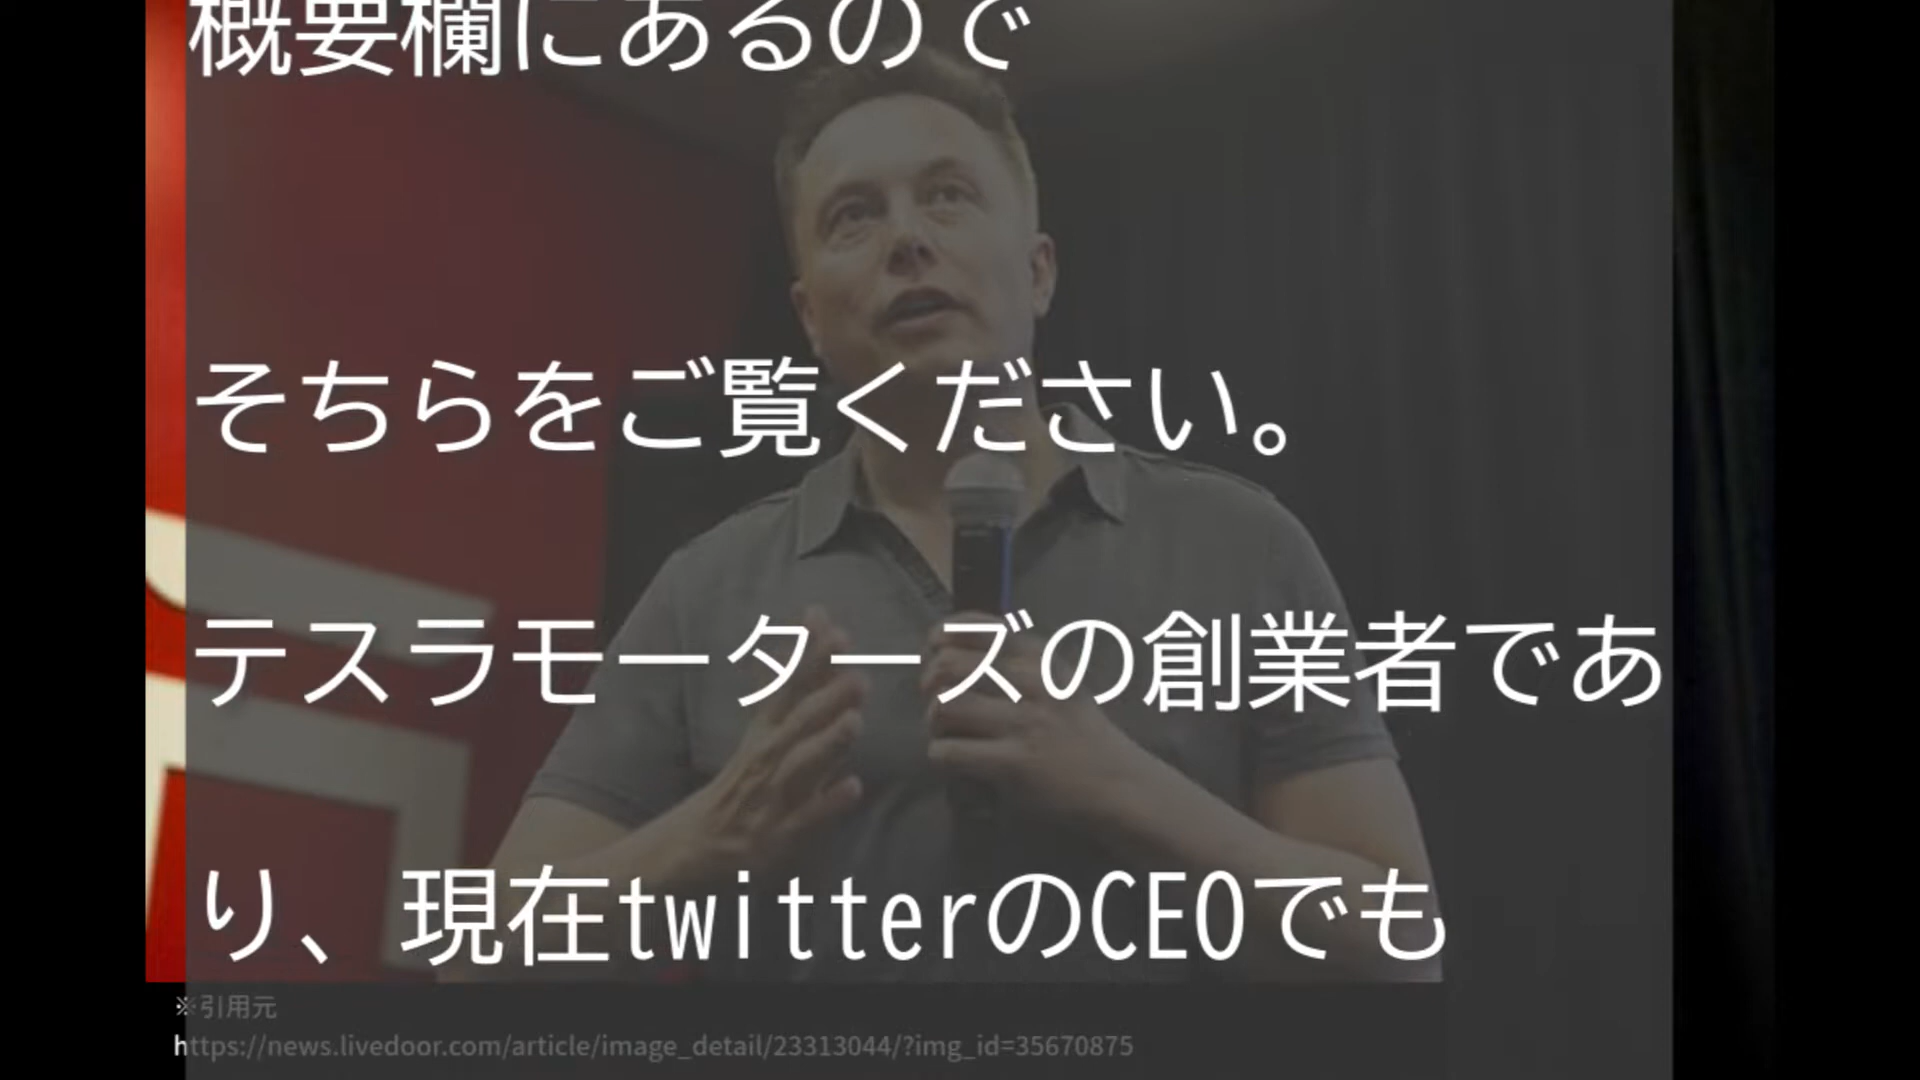 概要欄にあるので
そちらをご覧ください。
テスラモーターズの創業者であ
り、現在twitterのCEOでも
※引用元
https://news.livedoor.com/article/image_detail/23313044/?img_id=35670875